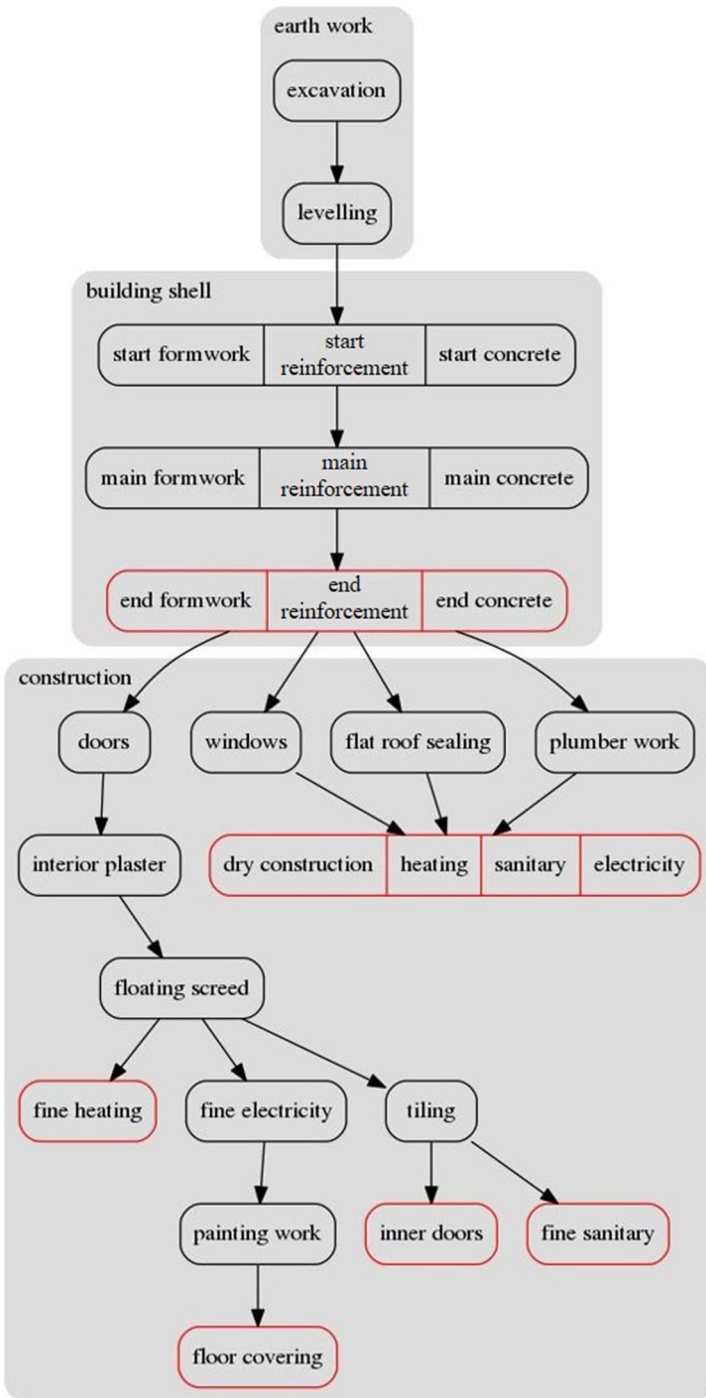 earth work
excavation
levelling
building shell
start formwork
start
reinforcement
start concrete
main formwork
main
reinforcement
main concrete
end formwork
end
reinforcement
end concrete
construction
doors
windows
flat roof sealing
plumber work
interior plaster
dry construction
heating
sanitary
electricity
floating screed
fine heating
fine electricity
tiling
painting work
inner doors
fine sanitary
floor covering